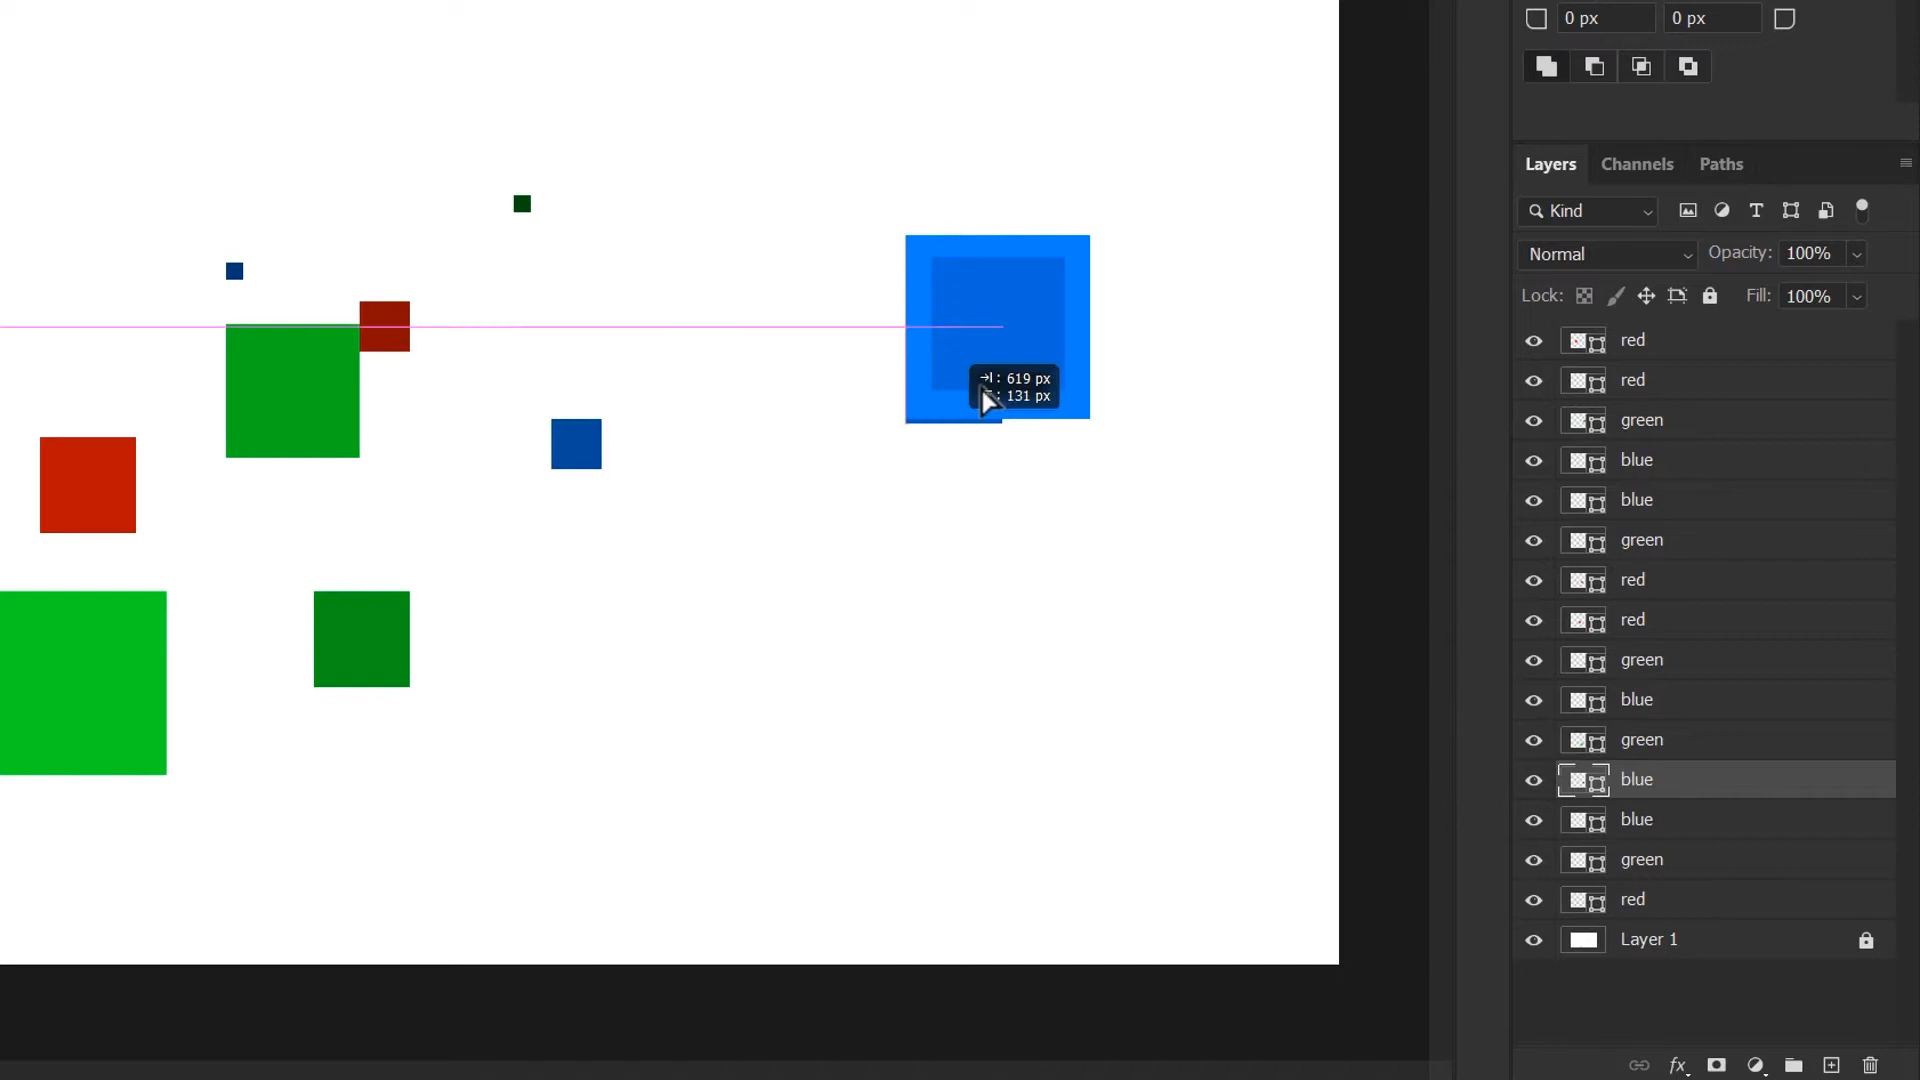 0 px 0 px
Layers Channels Paths
Kind
Normal Opacity: 100%
Lock: Fill: 100%
red
red
green
blue
: 619 px
: 131 px
blue
green
red
red
green
blue
green
blue
blue
green
red
Layer 1
fx